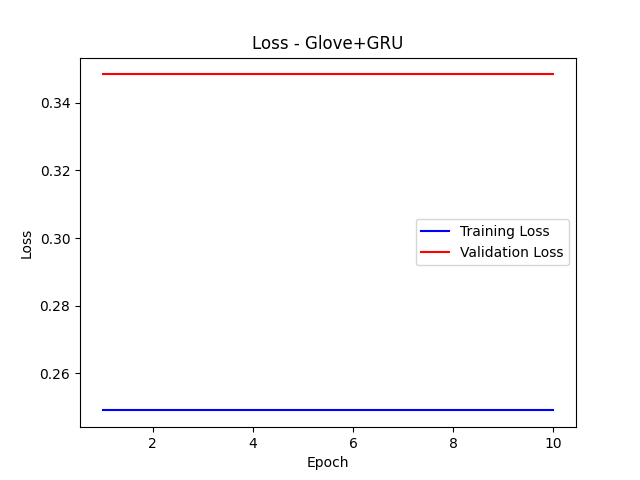 Loss - Glove+GRU
0.34
0.32
0.30
0.28
0.26
Loss
Training Loss
Validation Loss
2 4 6 8 10
Epoch